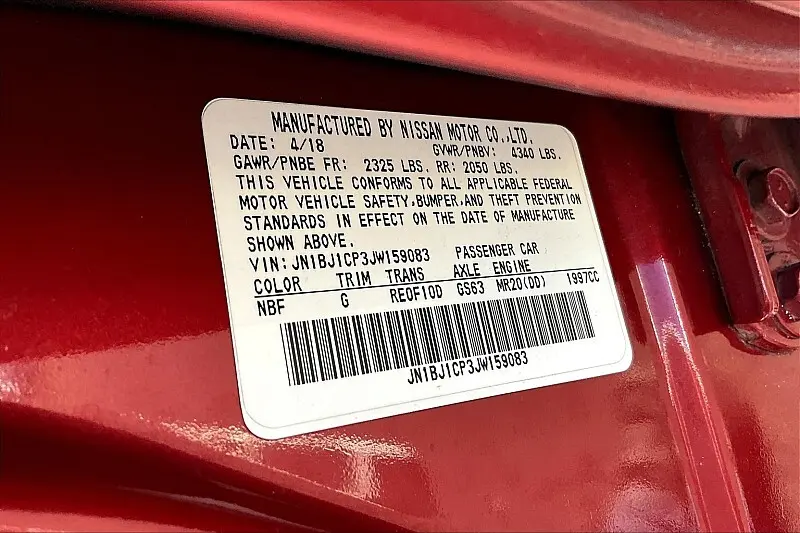 MANUFACTURED BY NISSAN MOTOR CO.,LTD.
DATE: 4/18 GVWR/PNBV: 4340 LBS.
GAWR/PNBE FR: 2325 LBS. RR: 2050 LBS.
THIS VEHICLE CONFORMS TO ALL APPLICABLE FEDERAL
MOTOR VEHICLE SAFETY,BUMPER,AND THEFT PREVENTION
STANDARDS IN EFFECT ON THE DATE OF MANUFACTURE
SHOWN ABOVE.
VIN: JN1BJ1CP3JW159083 PASSENGER CAR
COLOR TRIM TRANS AXLE ENGINE
NBF G RE0F10D GS63 MR20(DD) 1997CC
JN1BJ1CP3JW159083